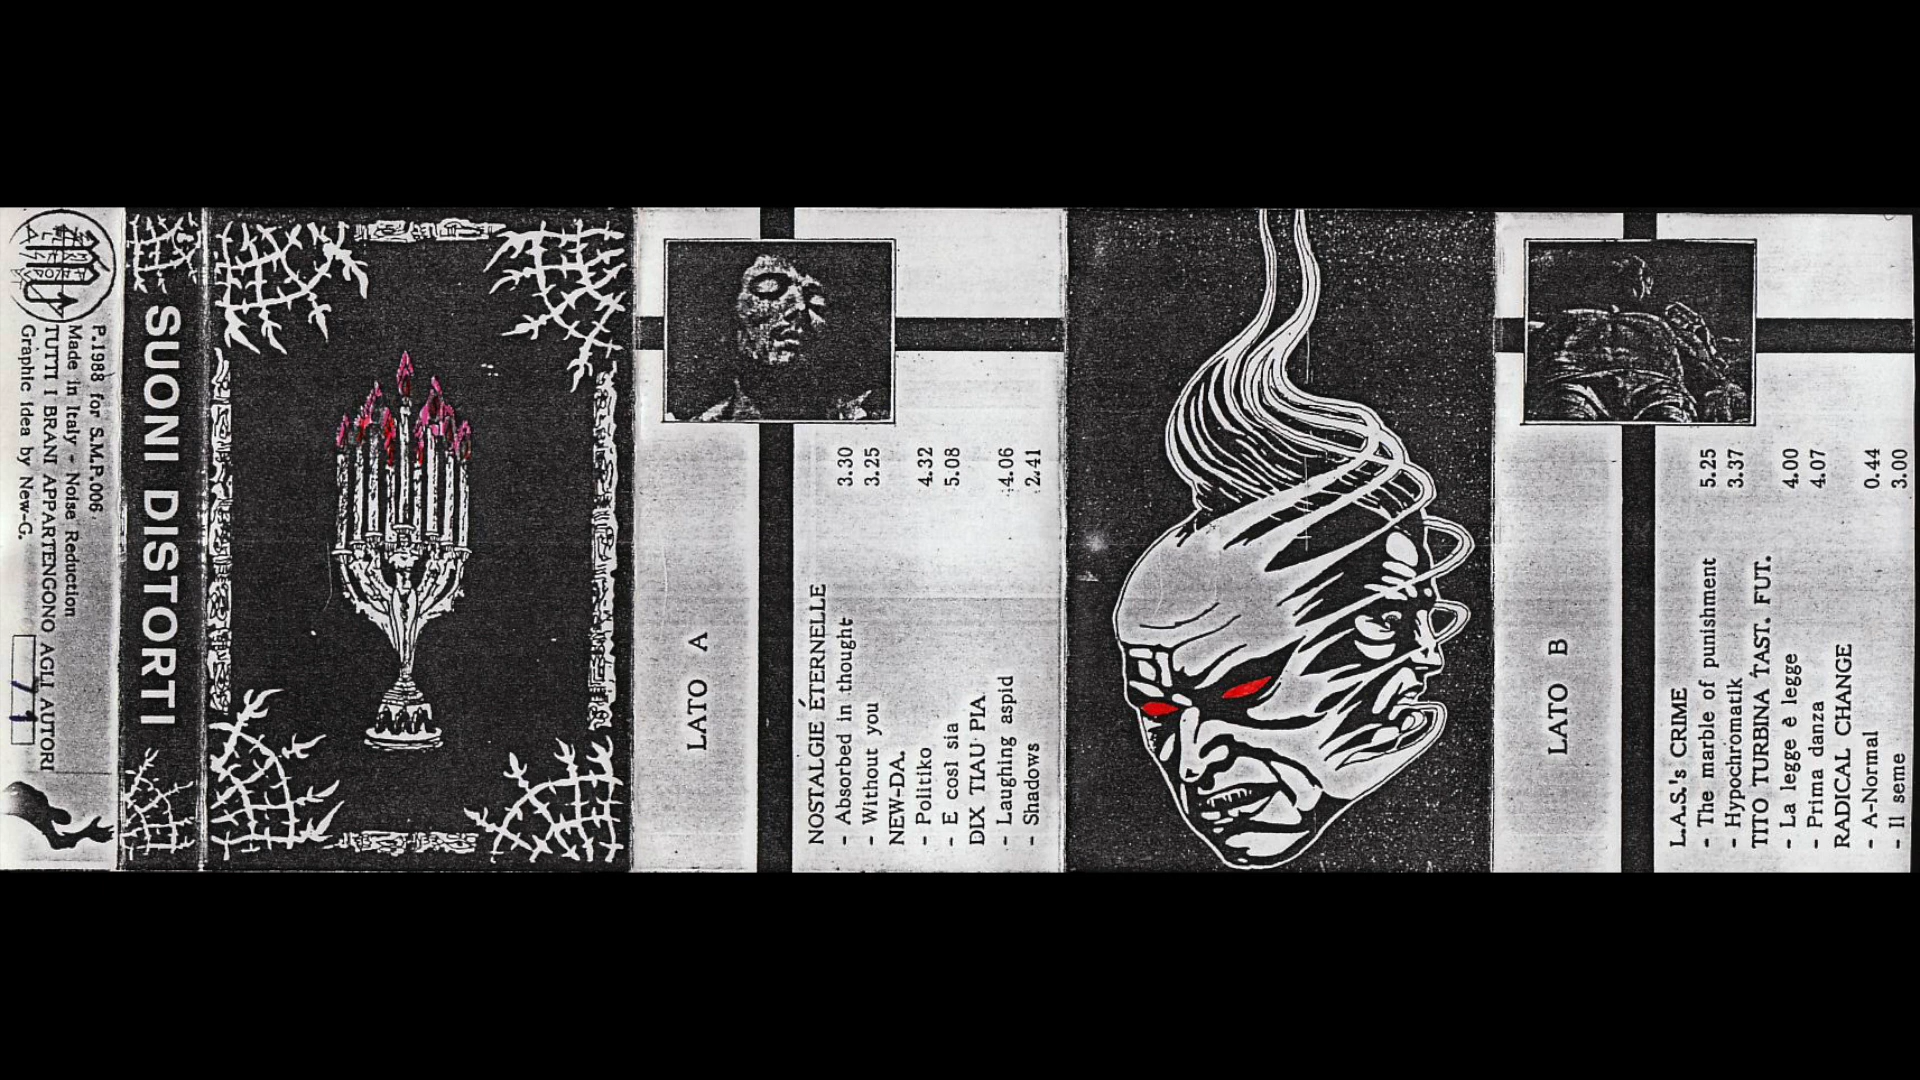 P.1988 for S.M.P.006.
Made in Italy - Noise Reduction
TUTTI I BRANI APPARTENGONO AGLI AUTORI
Graphic idea by New-G.
71
SUONI DISTORTI
LATO A
NOSTALGIE ÉTERNELLE
- Absorbed in thought 3.30
- Without you 3.25
NEW-DA.
- Politiko 4.32
- E così sia 5.08
DIX TIAU PIA
- Laughing aspid 4.06
- Shadows 2.41
LATO B
L.A.S.'s CRIME
- The marble of punishment 5.25
- Hypochromatik 3.37
TITO TURBINA TAST. FUT.
- La legge è legge 4.00
- Prima danza 4.07
RADICAL CHANGE
- A-Normal 0.44
- Il seme 3.00